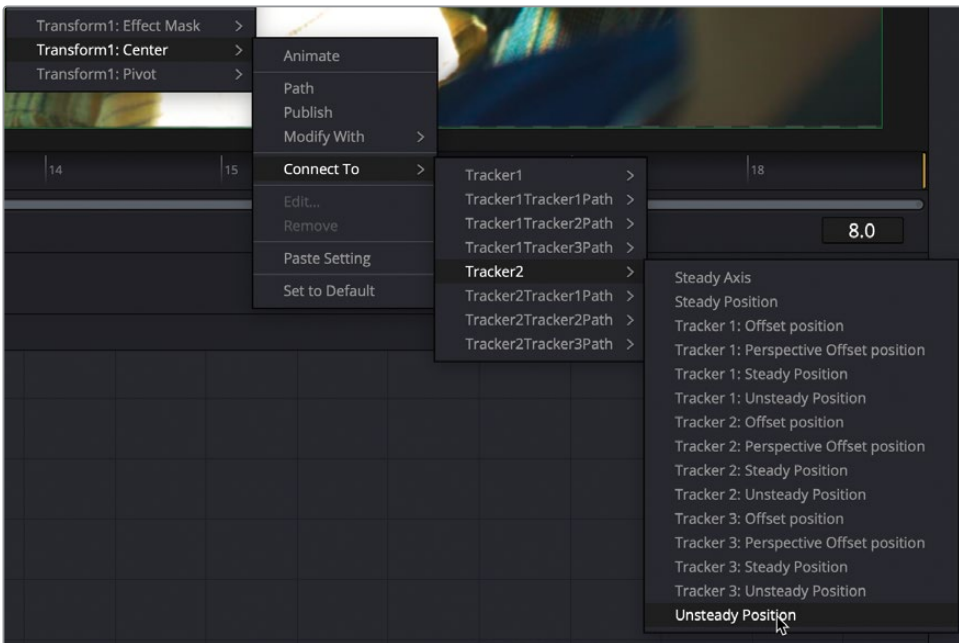 Transform1: Effect Mask >
Transform1: Center >
Transform1: Pivot >
Animate
Path
Publish
Modify With >
Connect To >
Edit...
Remove
Paste Setting
Set to Default
14
15
18
8.0
Tracker1 >
Tracker1Tracker1Path >
Tracker1Tracker2Path >
Tracker1Tracker3Path >
Tracker2 >
Tracker2Tracker1Path >
Tracker2Tracker2Path >
Tracker2Tracker3Path >
Steady Axis
Steady Position
Tracker 1: Offset position
Tracker 1: Perspective Offset position
Tracker 1: Steady Position
Tracker 1: Unsteady Position
Tracker 2: Offset position
Tracker 2: Perspective Offset position
Tracker 2: Steady Position
Tracker 2: Unsteady Position
Tracker 3: Offset position
Tracker 3: Perspective Offset position
Tracker 3: Steady Position
Tracker 3: Unsteady Position
Unsteady Position